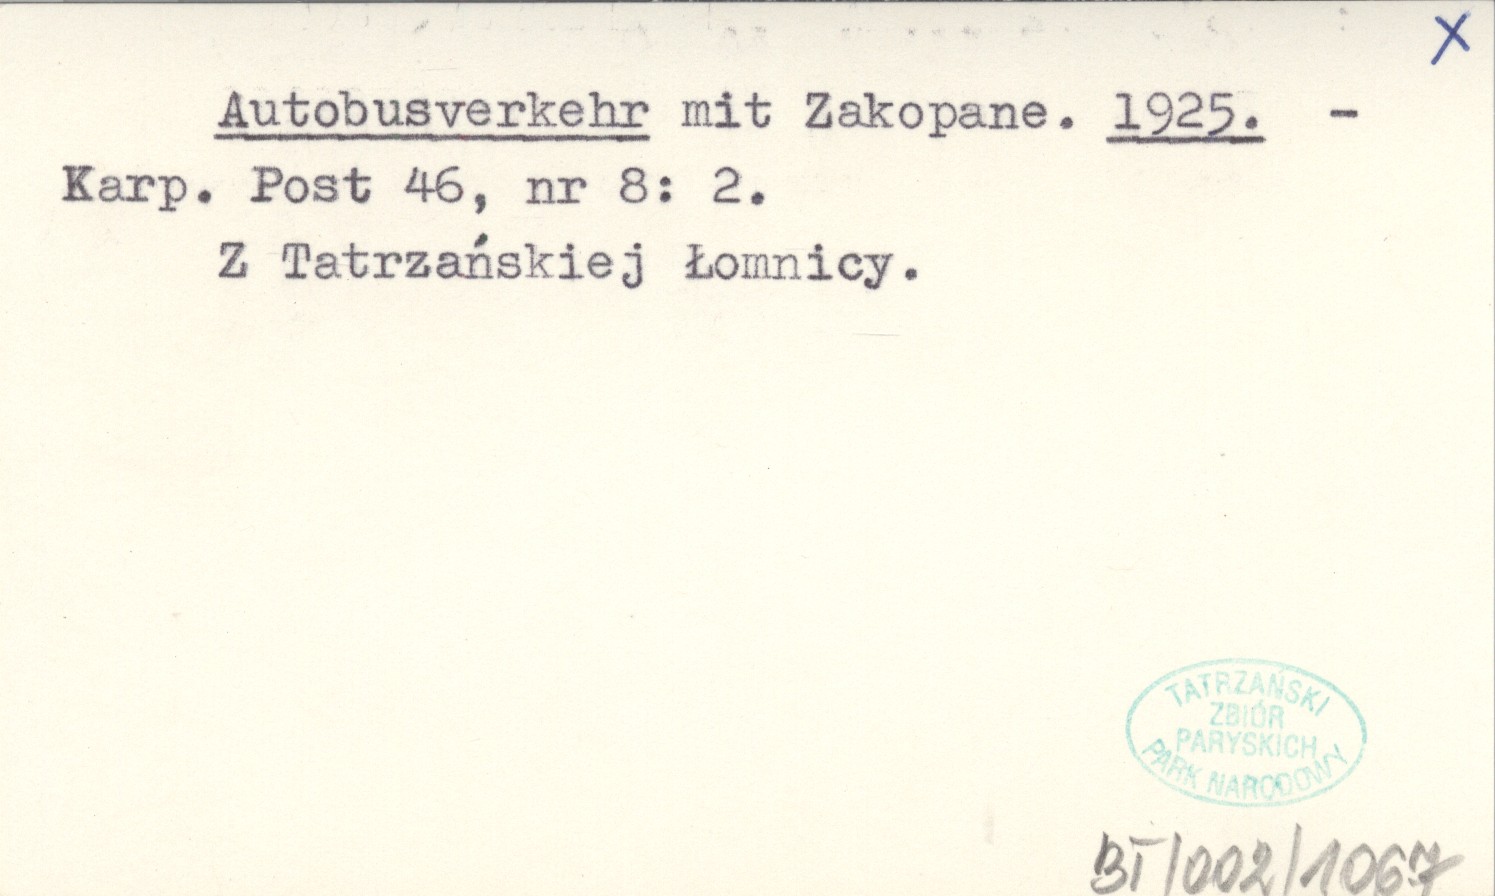 X
Autobusverkehr mit Zakopane. 1925. -
Karp. Post 46, nr 8: 2.
Z Tatrzańskiej Łomnicy.
TATRZAŃSKI
ZBIÓR
PARYSKICH
PARK NARODOWY
BT/002/1067